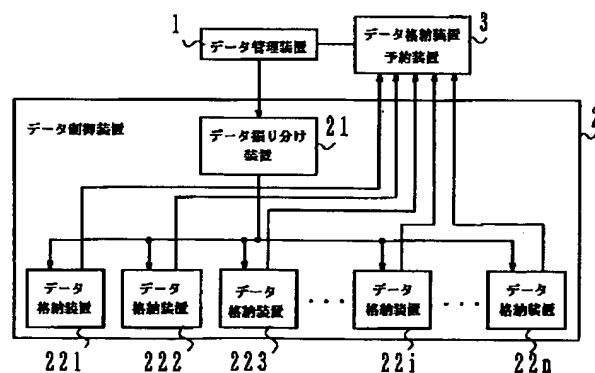 1
データ管理装置
データ格納装置
予約装置
3
データ制御装置
データ振り分け
装置
21
2
データ
格納装置
データ
格納装置
データ
格納装置
・・・
データ
格納装置
・・・
データ
格納装置
221
222
223
22i
22n